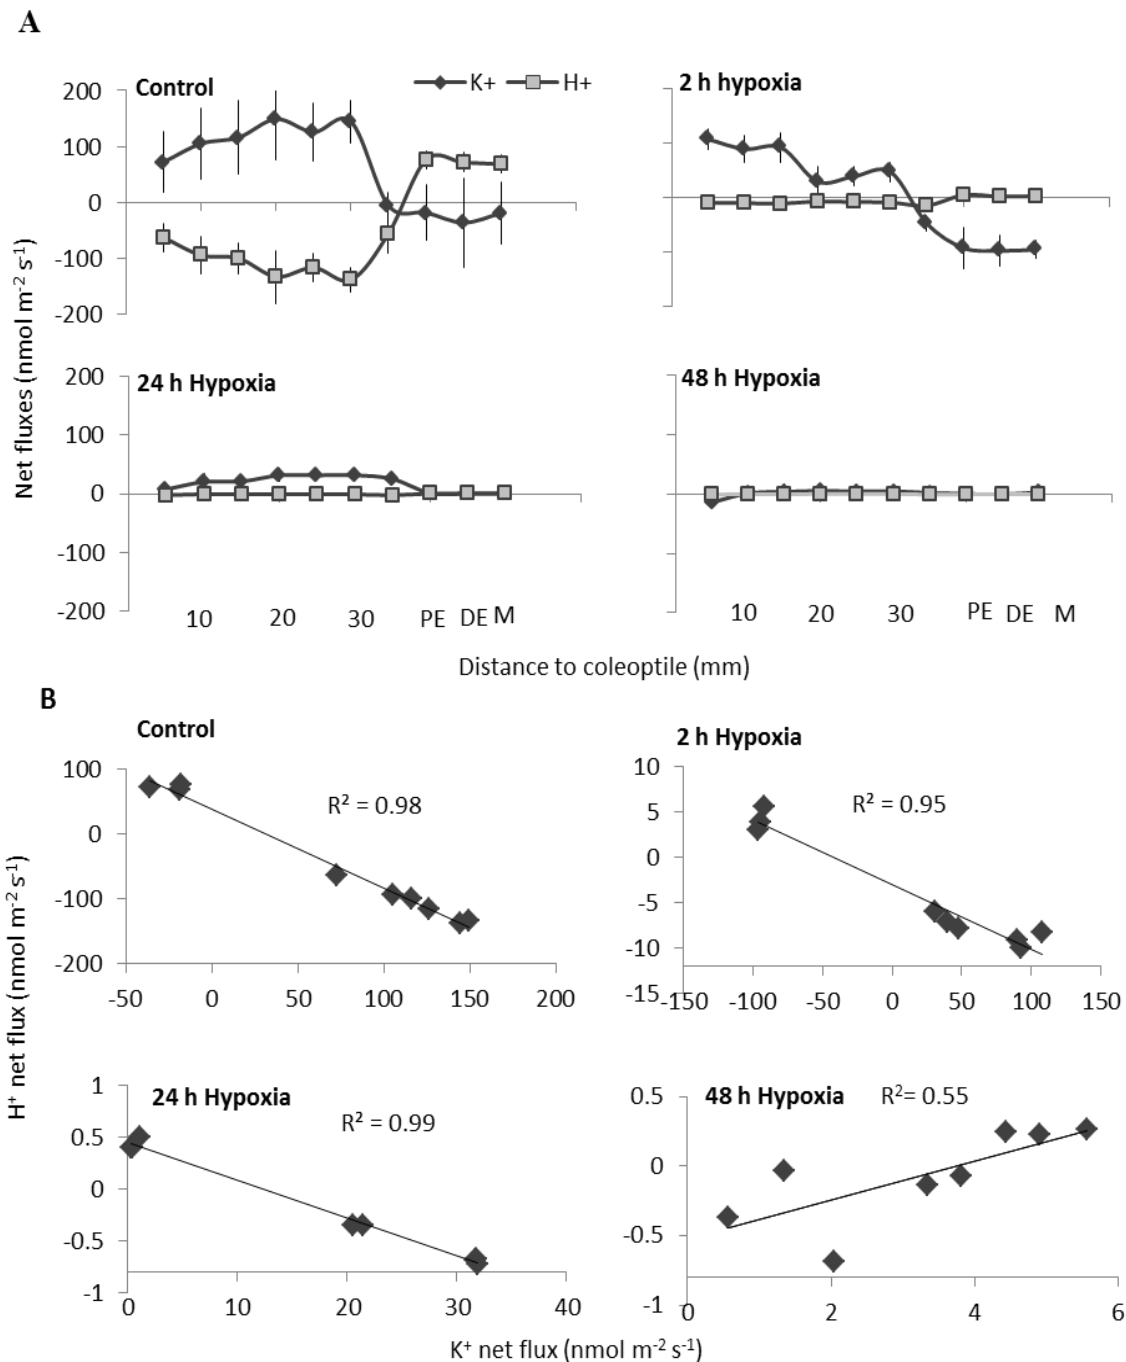 A
Control
K+ H+
2 h hypoxia
200
100
0
-100
-200
Net fluxes (nmol m-2 s-1)
24 h Hypoxia
48 h Hypoxia
200
100
0
-100
-200
10 20 30 PE DE M
10 20 30 PE DE M
Distance to coleoptile (mm)
B
Control
100
0
-100
-200
-50 0 50 100 150 200
R² = 0.98
2 h Hypoxia
10
5
0
-5
-10
-15
-150 -100 -50 0 50 100 150
R² = 0.95
H+ net flux (nmol m-2 s-1)
24 h Hypoxia
1
0.5
0
-0.5
-1
0 10 20 30 40
R² = 0.99
48 h Hypoxia
R²= 0.55
0.5
0
-0.5
-1
0 2 4 6
K+ net flux (nmol m-2 s-1)